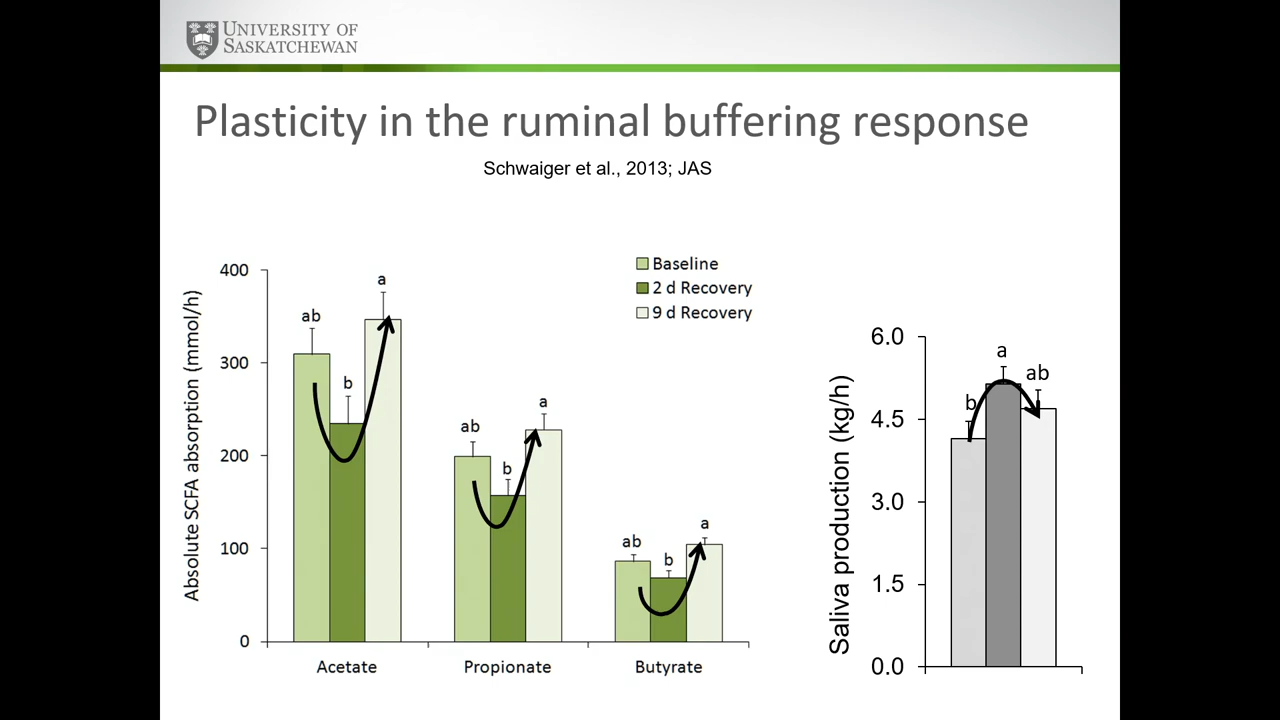 UNIVERSITY OF
SASKATCHEWAN
Plasticity in the ruminal buffering response
Schwaiger et al., 2013; JAS
Absolute SCFA absorption (mmol/h)
400
300
200
100
0
ab
b
a
ab
b
a
ab
b
a
Acetate
Propionate
Butyrate
Baseline
2 d Recovery
9 d Recovery
Saliva production (kg/h)
6.0
4.5
3.0
1.5
0.0
b
a
ab